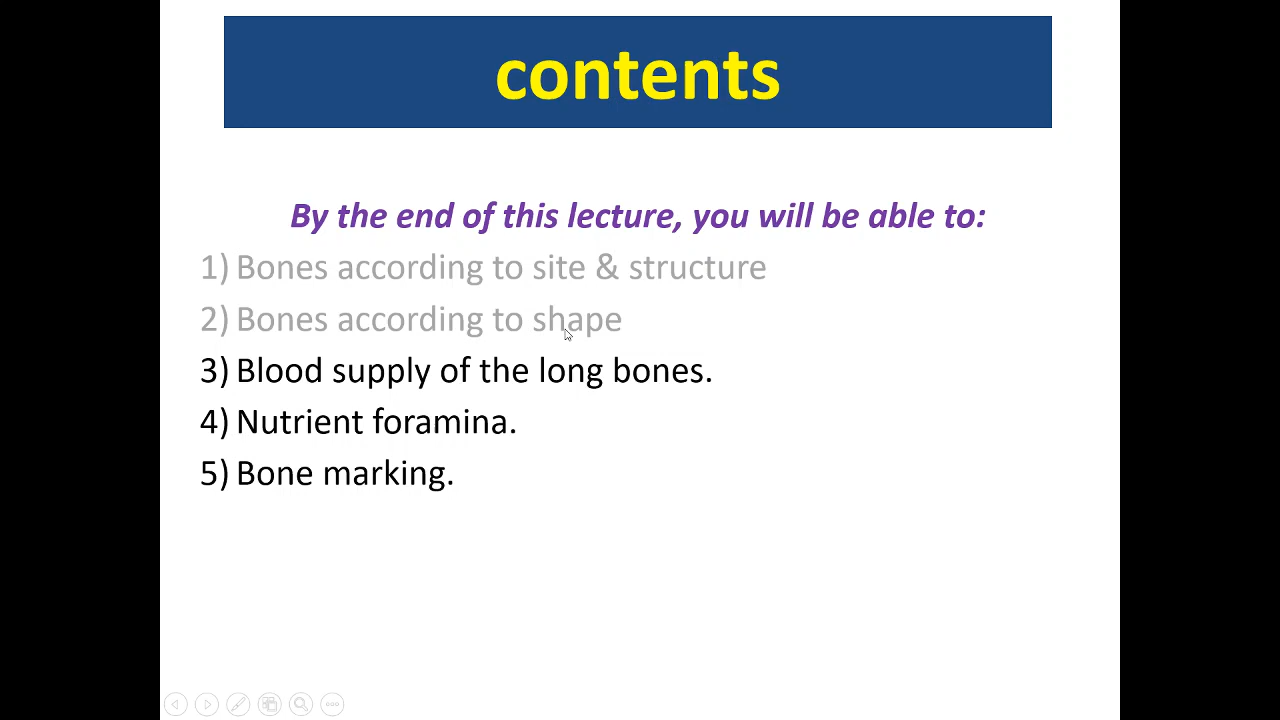 contents
By the end of this lecture, you will be able to:
1) Bones according to site & structure
2) Bones according to shape
3) Blood supply of the long bones.
4) Nutrient foramina.
5) Bone marking.